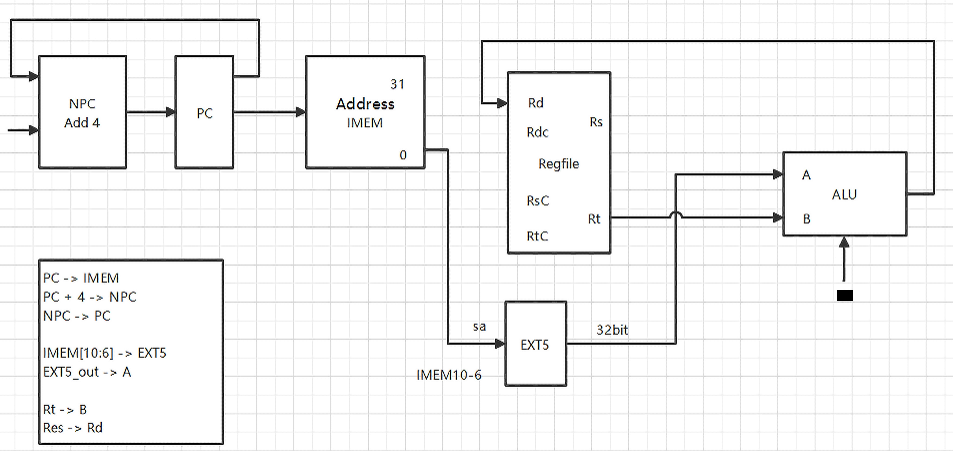 NPC
Add 4
PC
31
Address
IMEM
0
Rd
Rdc
Rs
Regfile
RsC
Rt
RtC
A
ALU
B
sa
EXT5
32bit
IMEM10-6
PC -> IMEM
PC + 4 -> NPC
NPC -> PC
IMEM[10:6] -> EXT5
EXT5_out -> A
Rt -> B
Res -> Rd